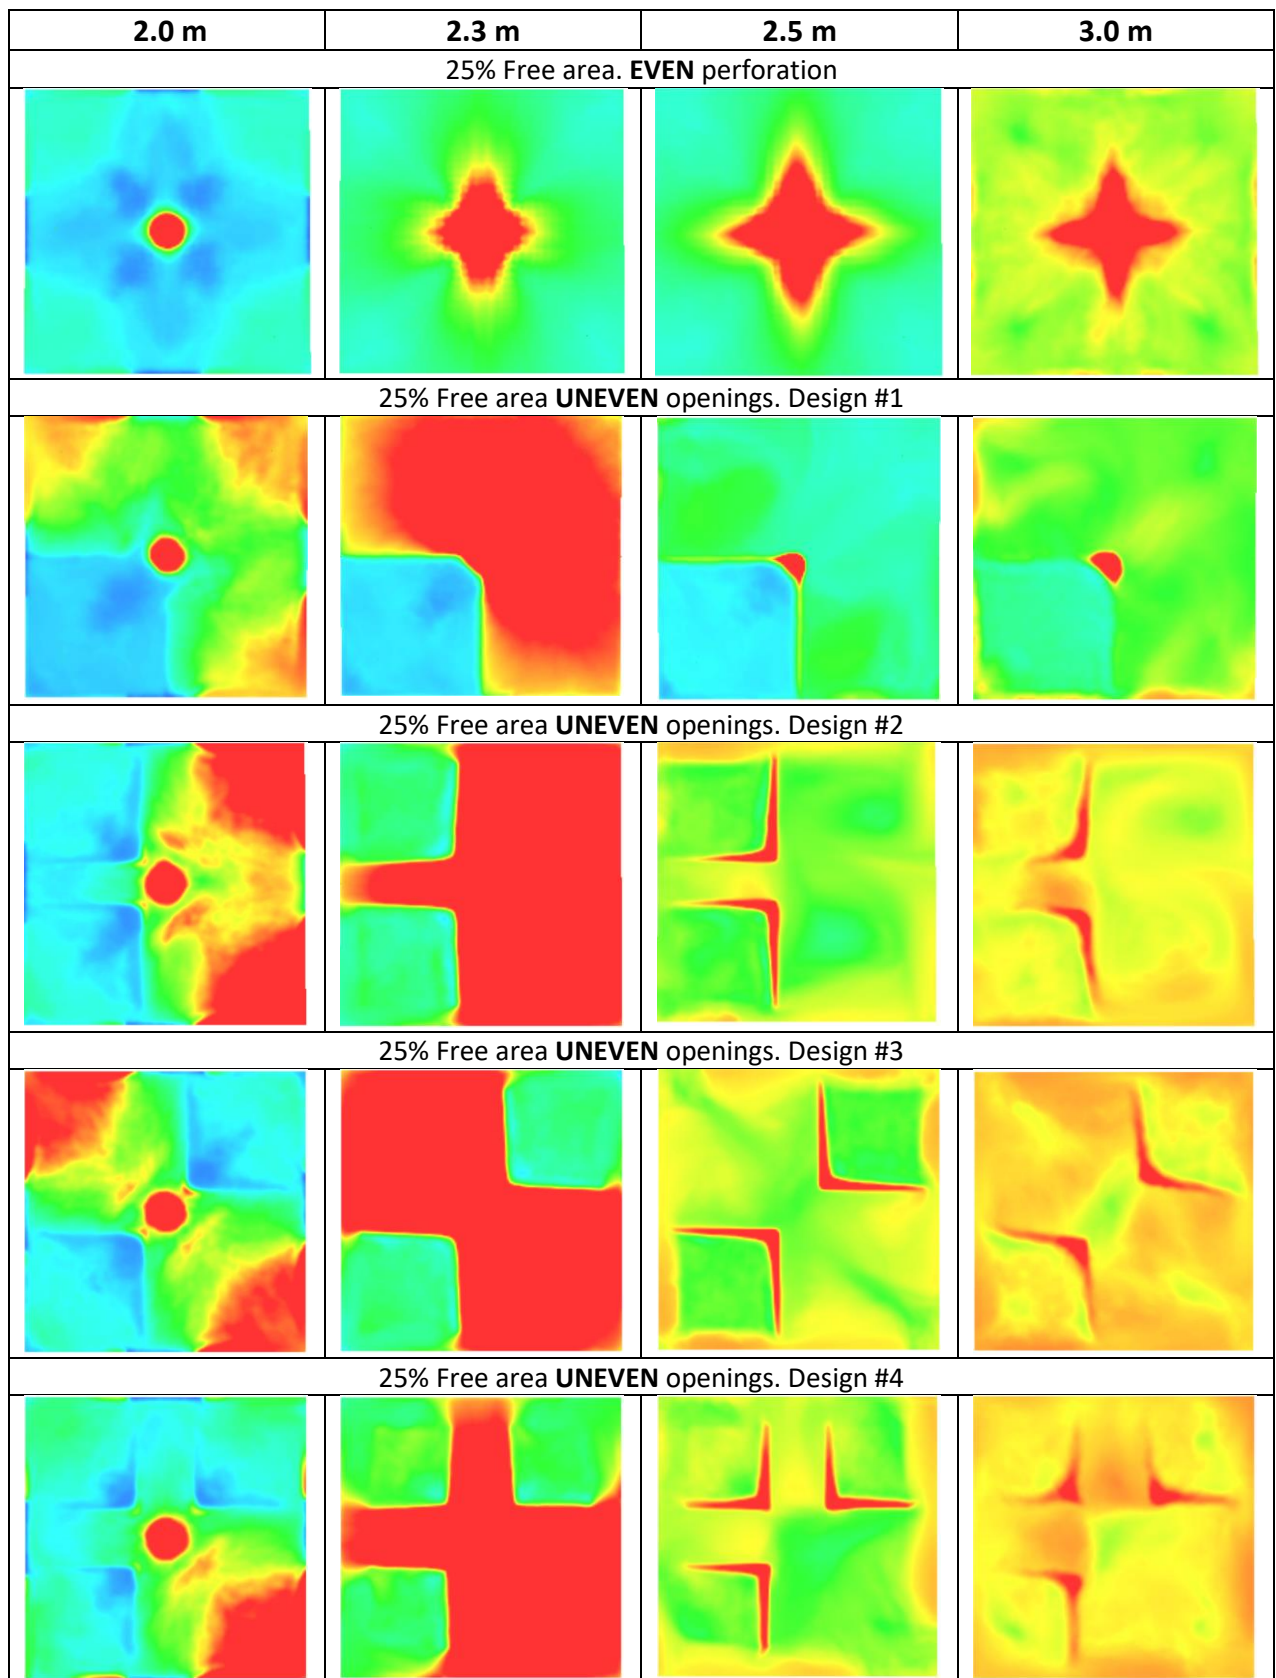 2.0 m 2.3 m 2.5 m 3.0 m
25% Free area. EVEN perforation
25% Free area UNEVEN openings. Design #1
25% Free area UNEVEN openings. Design #2
25% Free area UNEVEN openings. Design #3
25% Free area UNEVEN openings. Design #4